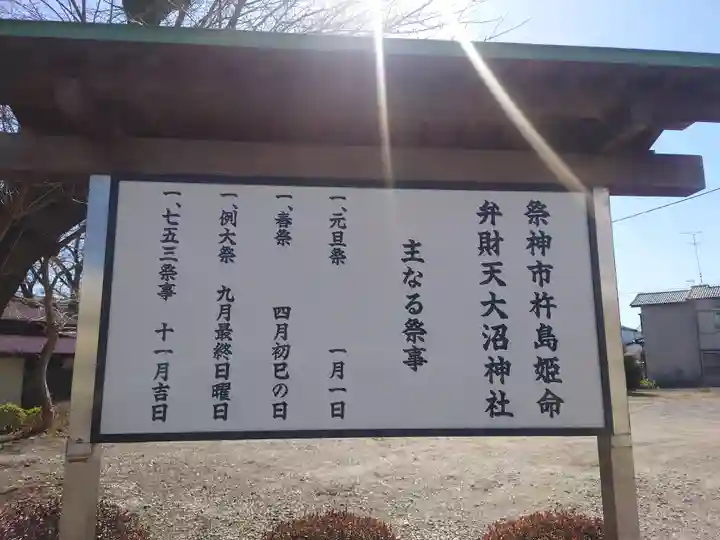 祭神市杵島姫命
弁財天大沼神社
主なる祭事
一、元旦祭 一月一日
一、春祭 四月初巳の日
一、例大祭 九月最終日曜日
一、七五三祭事 十一月吉日